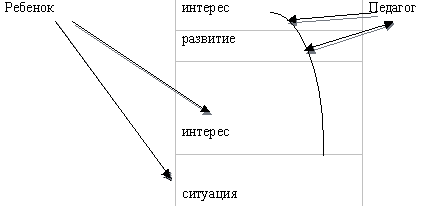 Ребенок
интерес
Педагог
развитие
интерес
ситуация